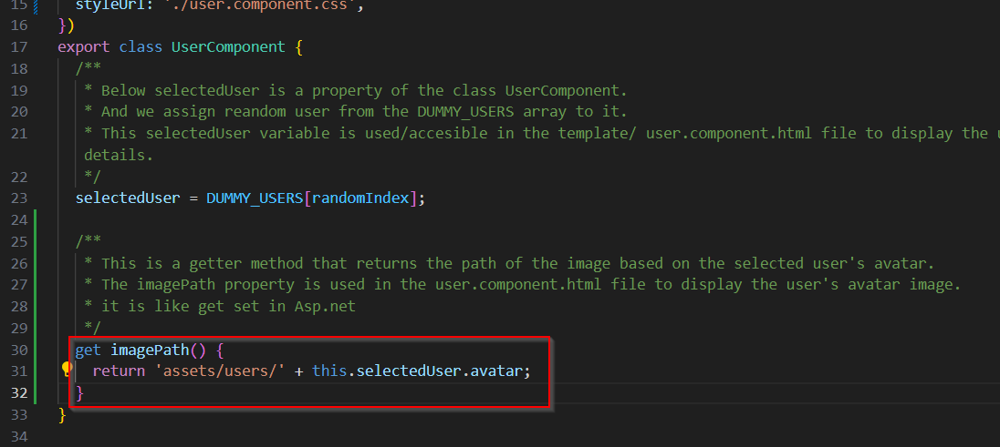 15 styleUrl: './user.component.css',
16 })
17 export class UserComponent {
18 /**
19 * Below selectedUser is a property of the class UserComponent.
20 * And we assign reandom user from the DUMMY_USERS array to it.
21 * This selectedUser variable is used/accesible in the template/ user.component.html file to display the
details.
22 */
23 selectedUser = DUMMY_USERS[randomIndex];
24
25 /**
26 * This is a getter method that returns the path of the image based on the selected user's avatar.
27 * The imagePath property is used in the user.component.html file to display the user's avatar image.
28 * it is like get set in Asp.net
29 */
30 get imagePath() {
31 return 'assets/users/' + this.selectedUser.avatar;
32 }
33 }
34